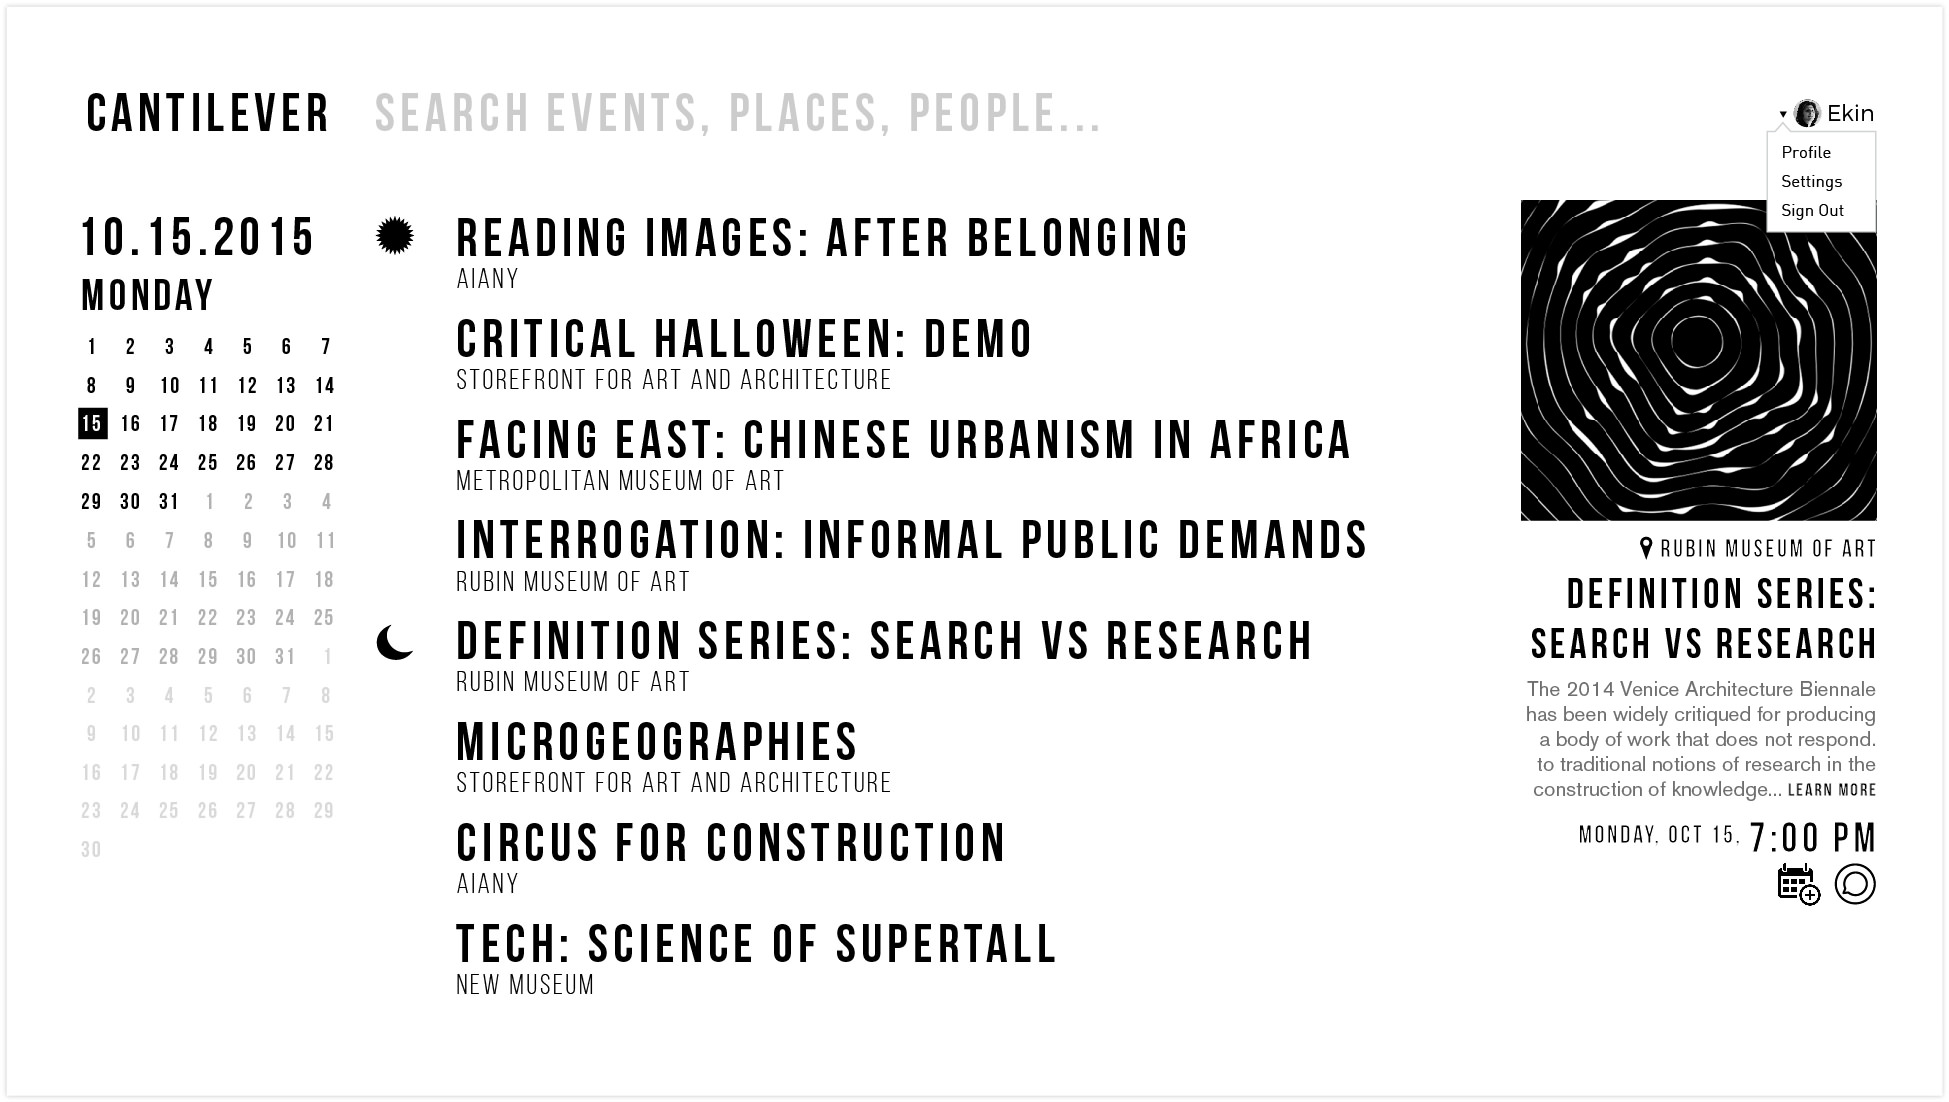 CANTILEVER
SEARCH EVENTS, PLACES, PEOPLE...
Ekin
Profile
Settings
Sign Out
10.15.2015
MONDAY
1 2 3 4 5 6 7
8 9 10 11 12 13 14
15 16 17 18 19 20 21
22 23 24 25 26 27 28
29 30 31 1 2 3 4
5 6 7 8 9 10 11
12 13 14 15 16 17 18
19 20 21 22 23 24 25
26 27 28 29 30 31 1
2 3 4 5 6 7 8
9 10 11 12 13 14 15
16 17 18 19 20 21 22
23 24 25 26 27 28 29
30
READING IMAGES: AFTER BELONGING
AIANY
CRITICAL HALLOWEEN: DEMO
STOREFRONT FOR ART AND ARCHITECTURE
FACING EAST: CHINESE URBANISM IN AFRICA
METROPOLITAN MUSEUM OF ART
INTERROGATION: INFORMAL PUBLIC DEMANDS
RUBIN MUSEUM OF ART
DEFINITION SERIES: SEARCH VS RESEARCH
RUBIN MUSEUM OF ART
MICROGEOGRAPHIES
STOREFRONT FOR ART AND ARCHITECTURE
CIRCUS FOR CONSTRUCTION
AIANY
TECH: SCIENCE OF SUPERTALL
NEW MUSEUM
RUBIN MUSEUM OF ART
DEFINITION SERIES:
SEARCH VS RESEARCH
The 2014 Venice Architecture Biennale
has been widely critiqued for producing
a body of work that does not respond.
to traditional notions of research in the
construction of knowledge... LEARN MORE
MONDAY, OCT 15, 7:00 PM